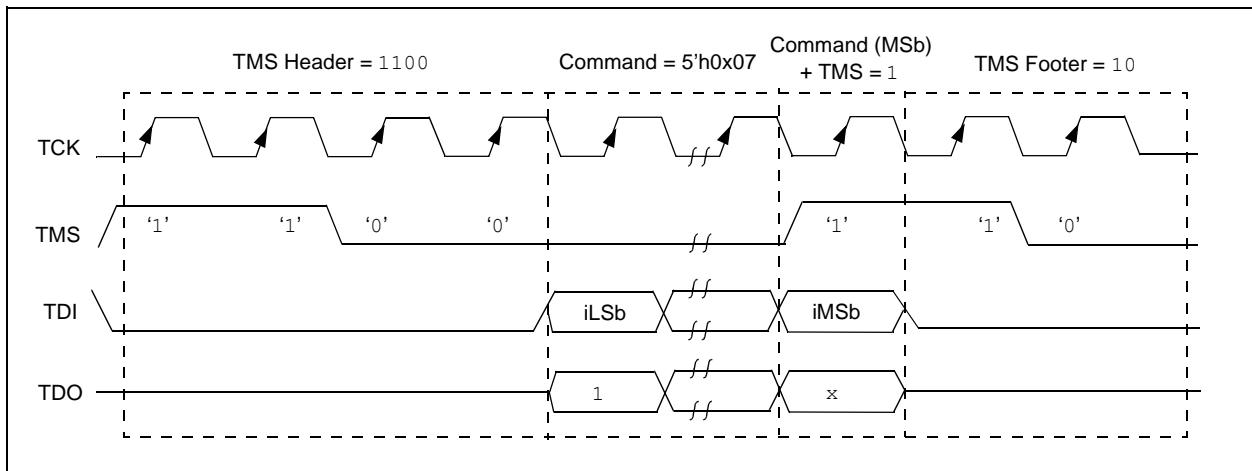 TMS Header = 1100
Command = 5'h0x07
Command (MSb)
+ TMS = 1
TMS Footer = 10
TCK
TMS
‘1’ ‘1’ ‘0’ ‘0’ ‘1’ ‘1’ ‘0’
TDI
iLSb
iMSb
TDO
1
x